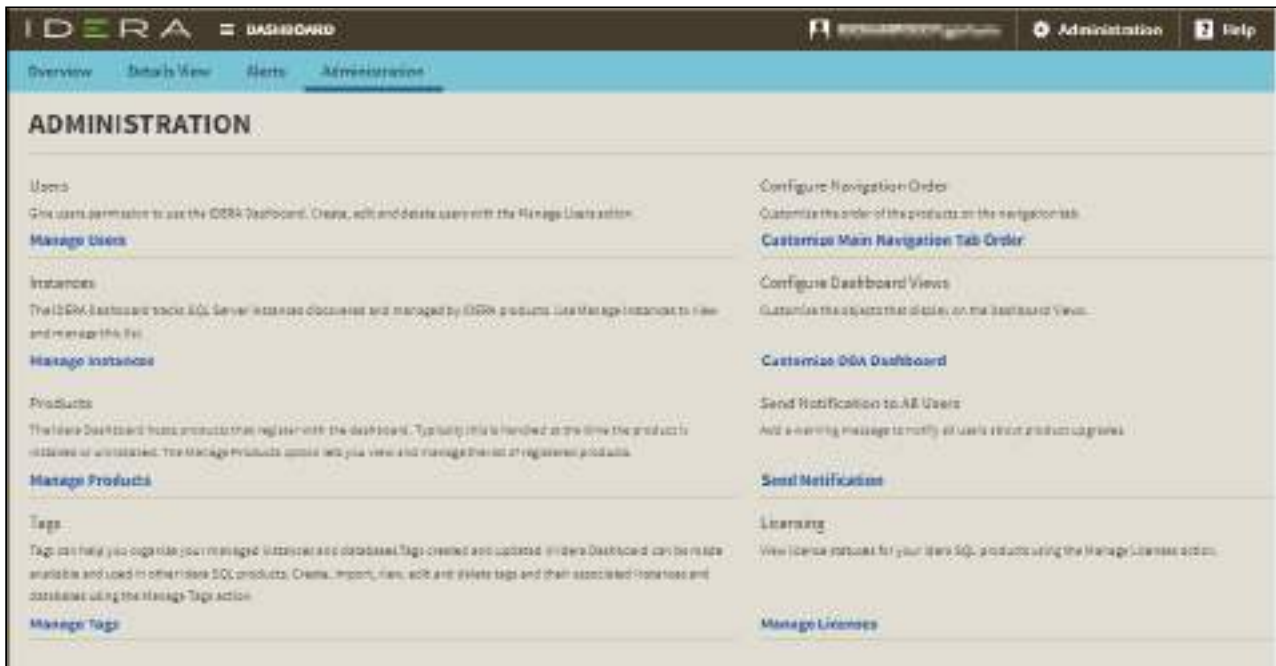 IDERA DASHBOARD Administration Help
Overview Details View Alerts Administration
ADMINISTRATION
Users
Give users permission to use the IDERA Dashboard. Create, edit and delete users with the Manage Users action.
Manage Users
Instances
The IDERA Dashboard tracks SQL Server instances discovered and managed by IDERA products. Use Manage Instances to view
and manage this list.
Manage Instances
Products
The Idera Dashboard hosts products that register with the dashboard. Typically this is handled at the time the product is
installed or uninstalled. The Manage Products option lets you view and manage the list of registered products.
Manage Products
Tags
Tags can help you organize your managed instances and databases. Tags created and updated in Idera Dashboard can be made
available and used in other Idera SQL products. Create, import, view, edit and delete tags and their associated instances and
databases using the Manage Tags action.
Manage Tags
Configure Navigation Order
Customize the order of the products on the navigation tab.
Customize Main Navigation Tab Order
Configure Dashboard Views
Customize the objects that display on the Dashboard Views.
Customize DBA Dashboard
Send Notification to All Users
Add a warning message to notify all users about product upgrades.
Send Notification
Licensing
View license statuses for your Idera SQL products using the Manage Licenses action.
Manage Licenses